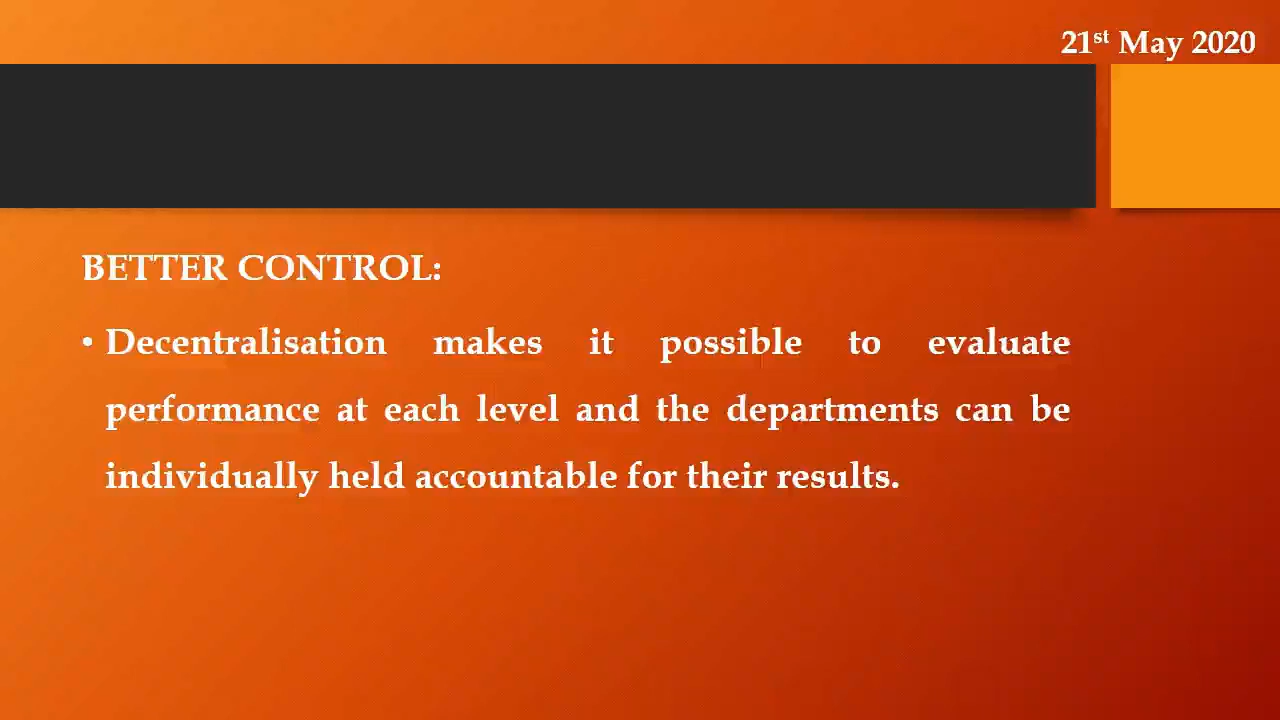 21st May 2020
BETTER CONTROL:
• Decentralisation makes it possible to evaluate
performance at each level and the departments can be
individually held accountable for their results.